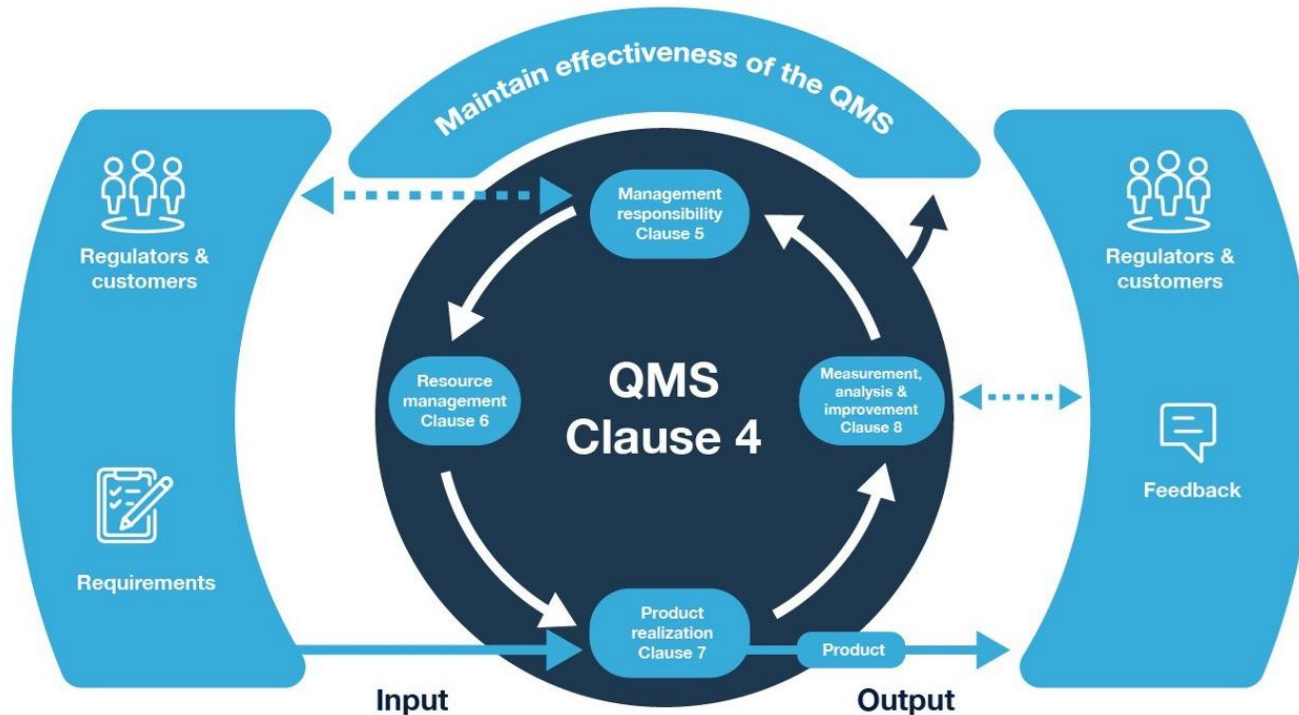 Maintain effectiveness of the QMS
Regulators &
customers
Requirements
Management
responsibility
Clause 5
Resource
management
Clause 6
QMS
Clause 4
Measurement,
analysis &
improvement
Clause 8
Product
realization
Clause 7
Product
Regulators &
customers
Feedback
Input
Output